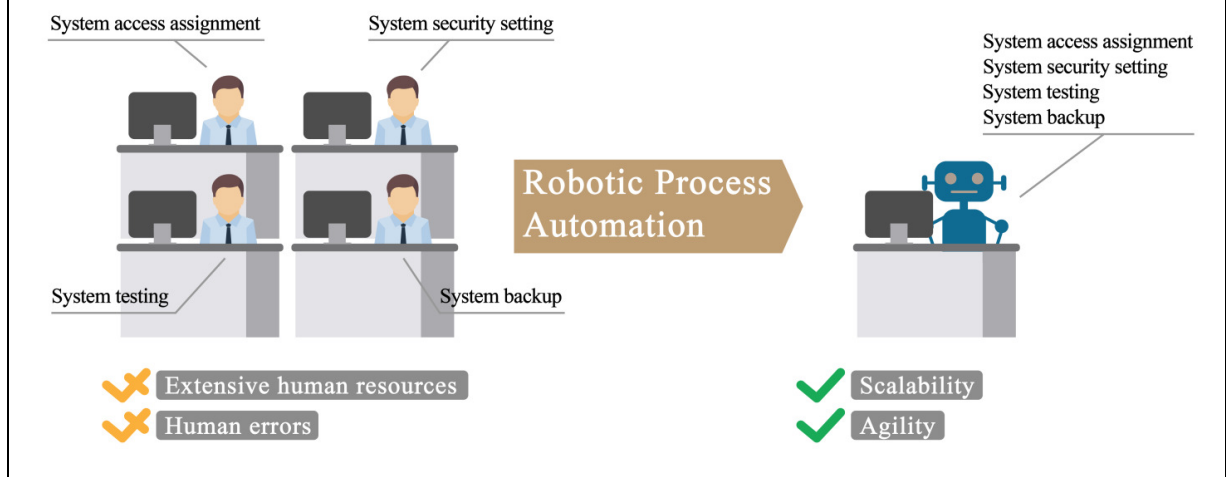 System access assignment
System security setting
System testing
System backup
Extensive human resources
Human errors
Robotic Process
Automation
System access assignment
System security setting
System testing
System backup
Scalability
Agility